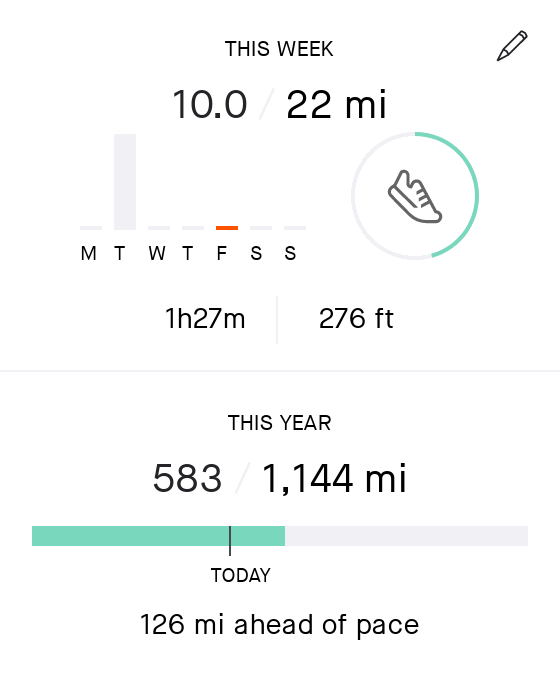 THIS WEEK
10.0 / 22 mi
M T W T F S S
1h27m 276 ft
THIS YEAR
583 / 1,144 mi
TODAY
126 mi ahead of pace